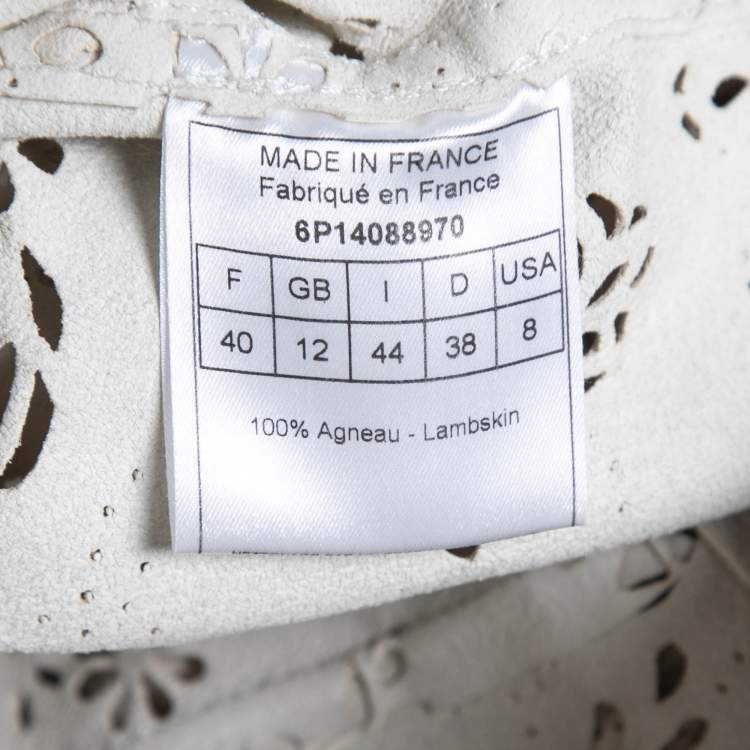 MADE IN FRANCE
Fabriqué en France
6P14088970
F GB I D USA
40 12 44 38 8
100% Agneau - Lambskin